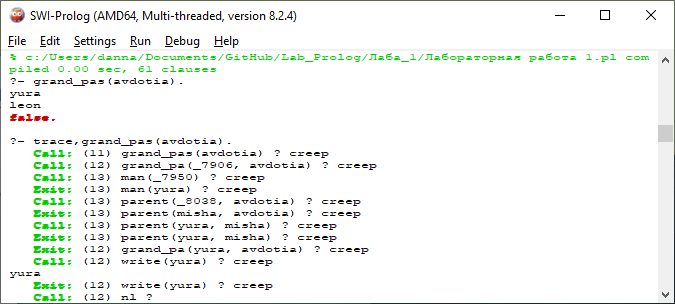 SWI-Prolog (AMD64, Multi-threaded, version 8.2.4)
File Edit Settings Run Debug Help
% c:/Users/danna/Documents/GitHub/Lab_Prolog/Лаба_1/Лабораторная работа 1.pl com
piled 0.00 sec, 61 clauses
?- grand_pas(avdotia).
yura
leon
false.
?- trace,grand_pas(avdotia).
Call: (11) grand_pas(avdotia) ? creep
Call: (12) grand_pa(_7906, avdotia) ? creep
Call: (13) man(_7950) ? creep
Exit: (13) man(yura) ? creep
Call: (13) parent(_8038, avdotia) ? creep
Exit: (13) parent(misha, avdotia) ? creep
Call: (13) parent(yura, misha) ? creep
Exit: (13) parent(yura, misha) ? creep
Exit: (12) grand_pa(yura, avdotia) ? creep
Call: (12) write(yura) ? creep
yura
Exit: (12) write(yura) ? creep
Call: (12) nl ?